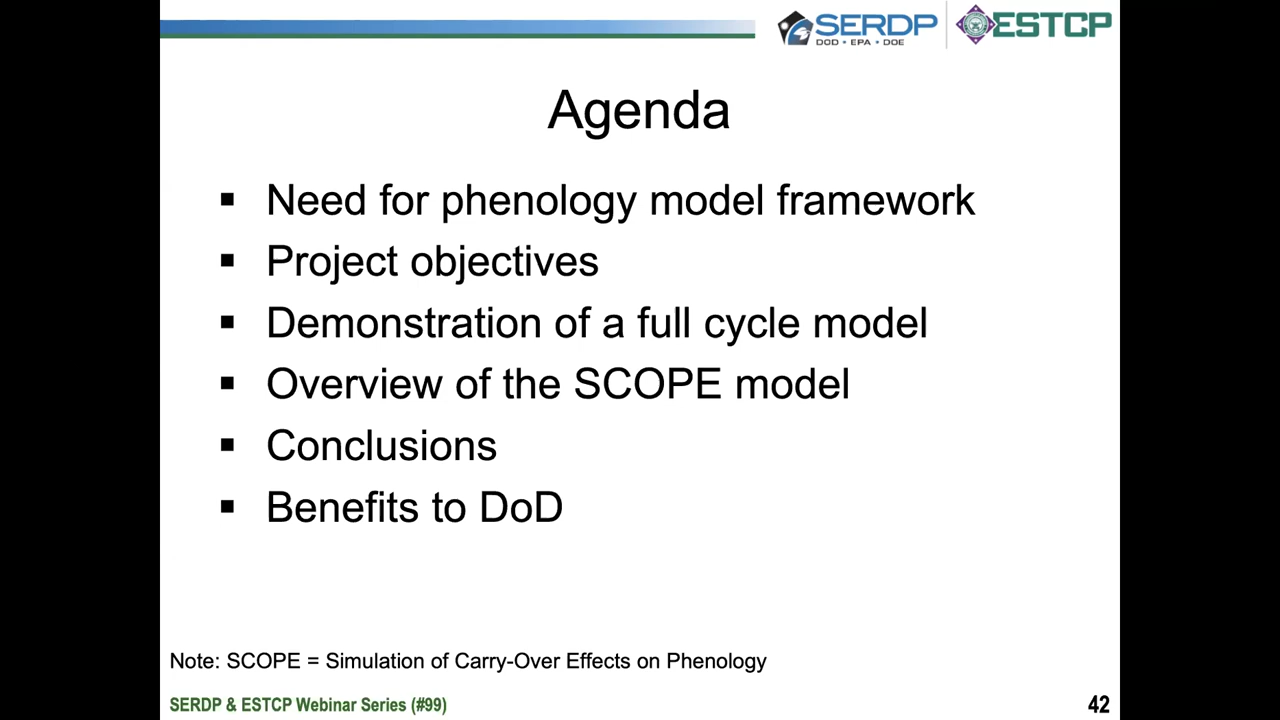 SERDP
DOD • EPA • DOE
ESTCP
Agenda
▪ Need for phenology model framework
▪ Project objectives
▪ Demonstration of a full cycle model
▪ Overview of the SCOPE model
▪ Conclusions
▪ Benefits to DoD
Note: SCOPE = Simulation of Carry-Over Effects on Phenology
SERDP & ESTCP Webinar Series (#99)
42